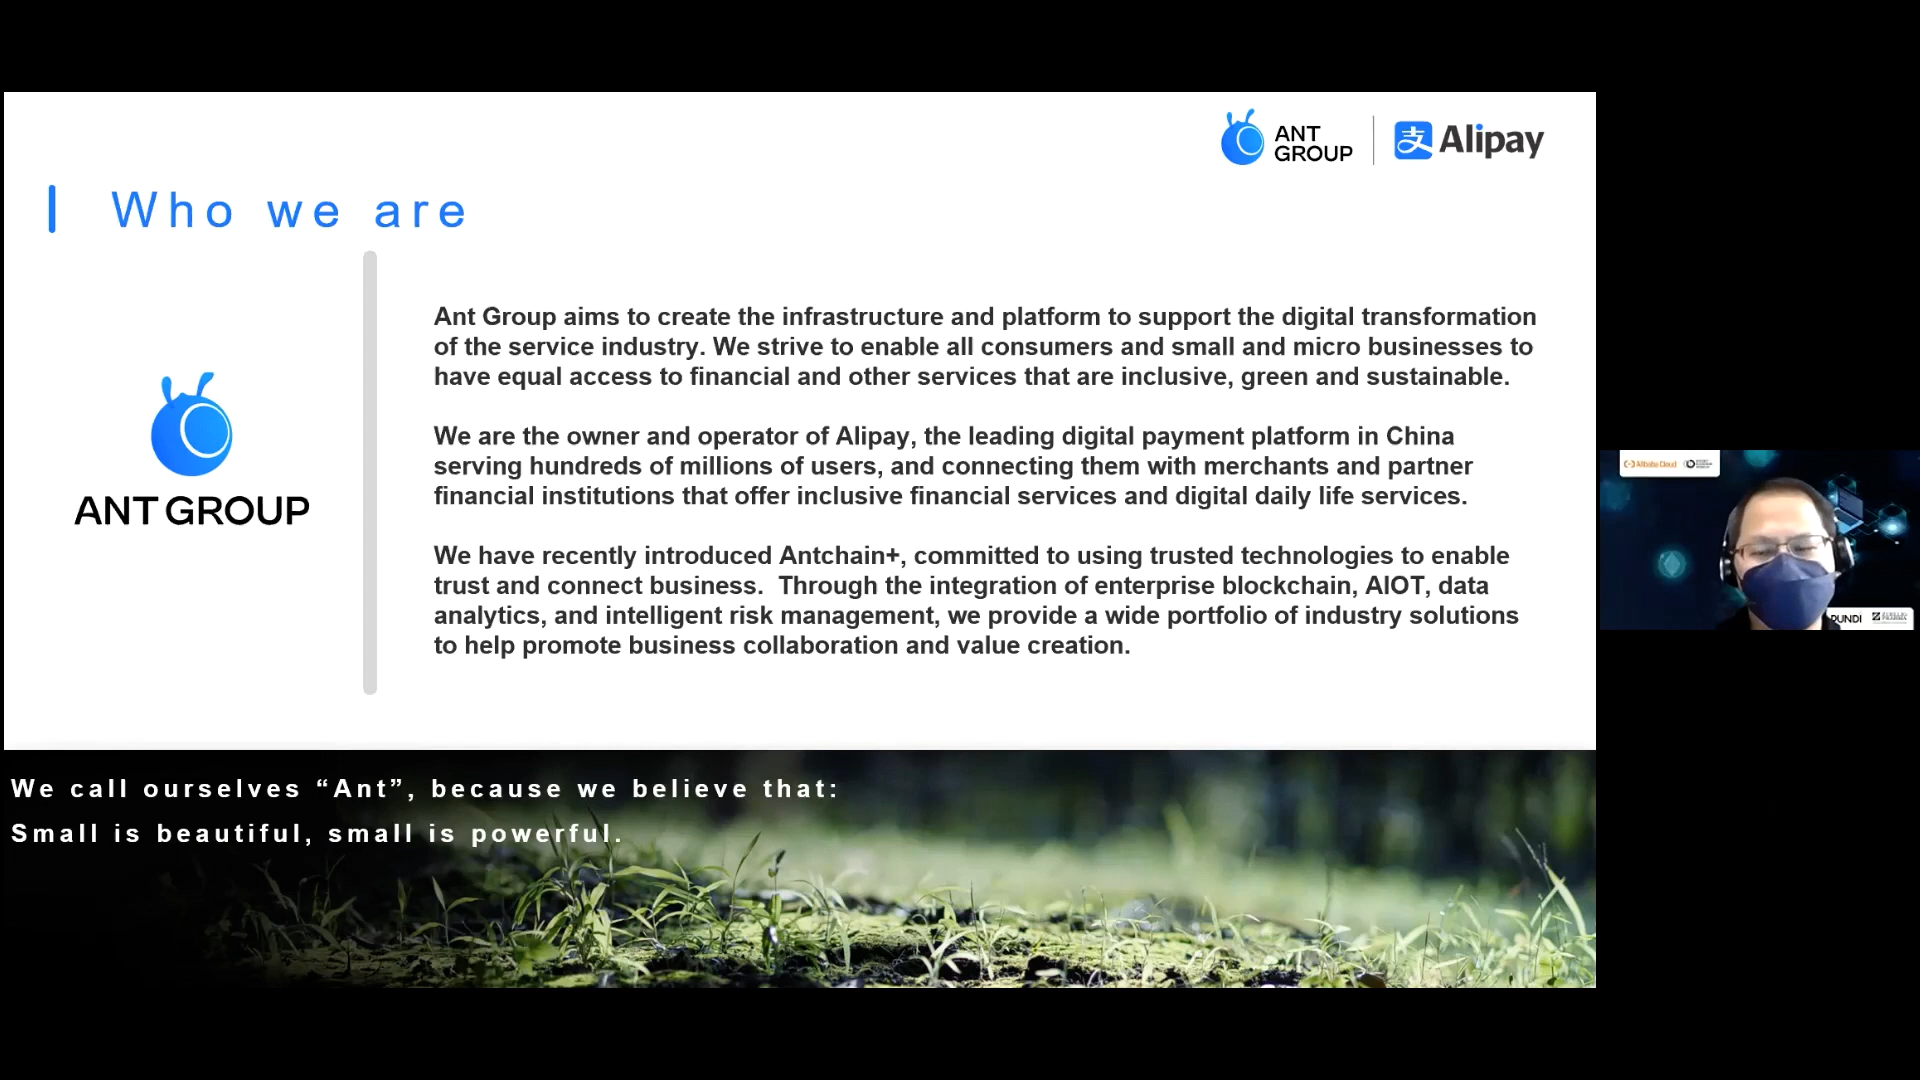 ANT
GROUP
支 Alipay
Who we are
ANT GROUP
Ant Group aims to create the infrastructure and platform to support the digital transformation
of the service industry. We strive to enable all consumers and small and micro businesses to
have equal access to financial and other services that are inclusive, green and sustainable.
We are the owner and operator of Alipay, the leading digital payment platform in China
serving hundreds of millions of users, and connecting them with merchants and partner
financial institutions that offer inclusive financial services and digital daily life services.
We have recently introduced Antchain+, committed to using trusted technologies to enable
trust and connect business.  Through the integration of enterprise blockchain, AIOT, data
analytics, and intelligent risk management, we provide a wide portfolio of industry solutions
to help promote business collaboration and value creation.
We call ourselves “Ant”, because we believe that:
Small is beautiful, small is powerful.
Alibaba Cloud
PUNDI